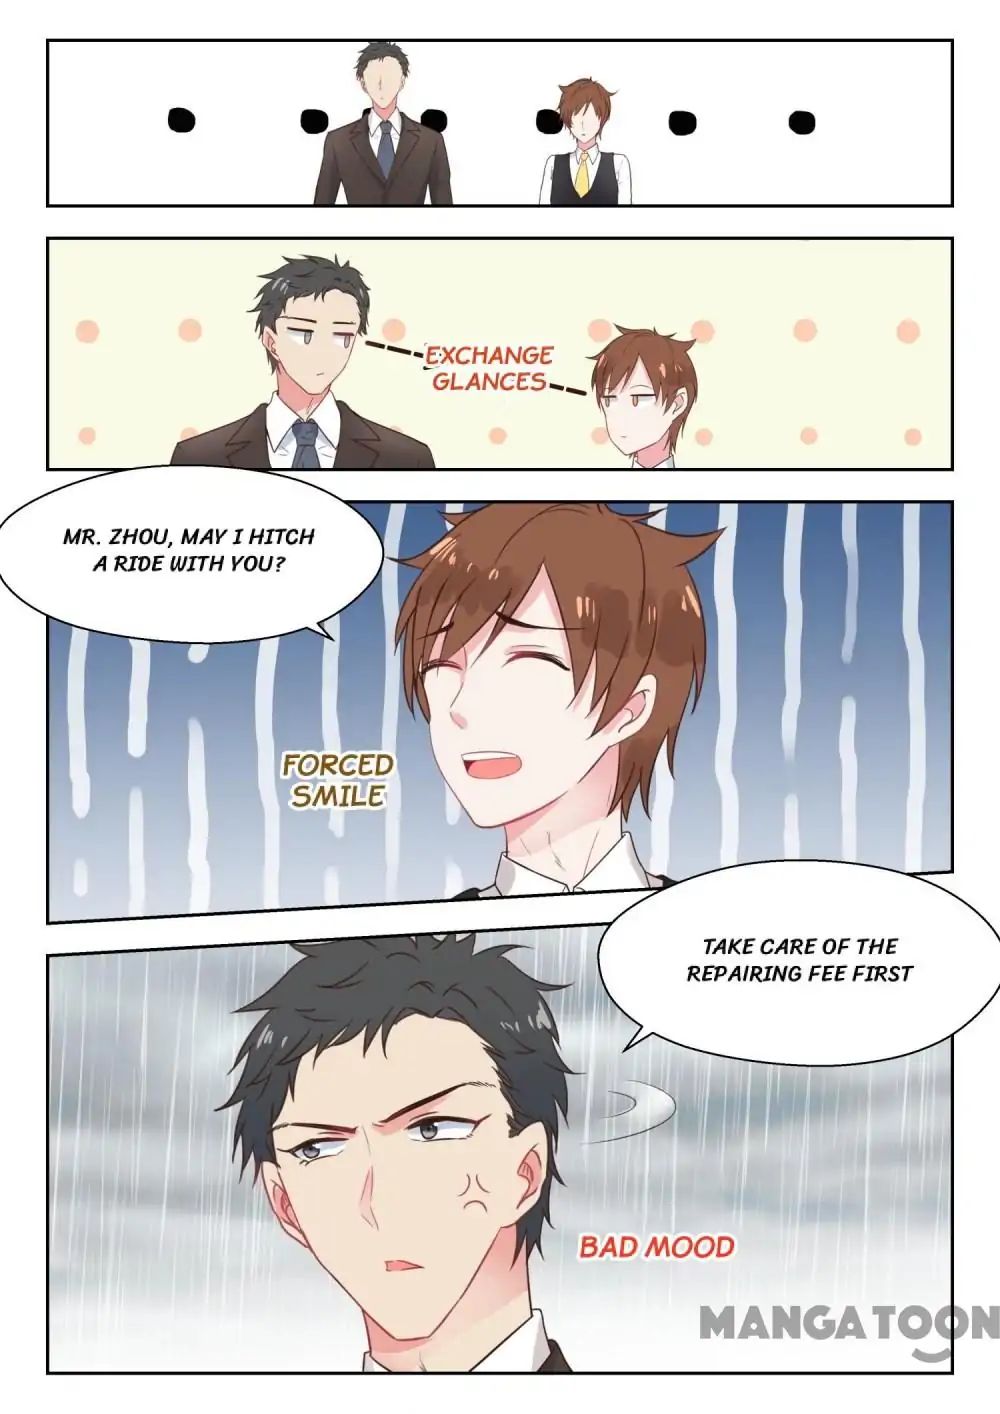 EXCHANGE
GLANCES
MR. ZHOU, MAY I HITCH
A RIDE WITH YOU?
FORCED
SMILE
TAKE CARE OF THE
REPAIRING FEE FIRST
BAD MOOD
MANGATOON